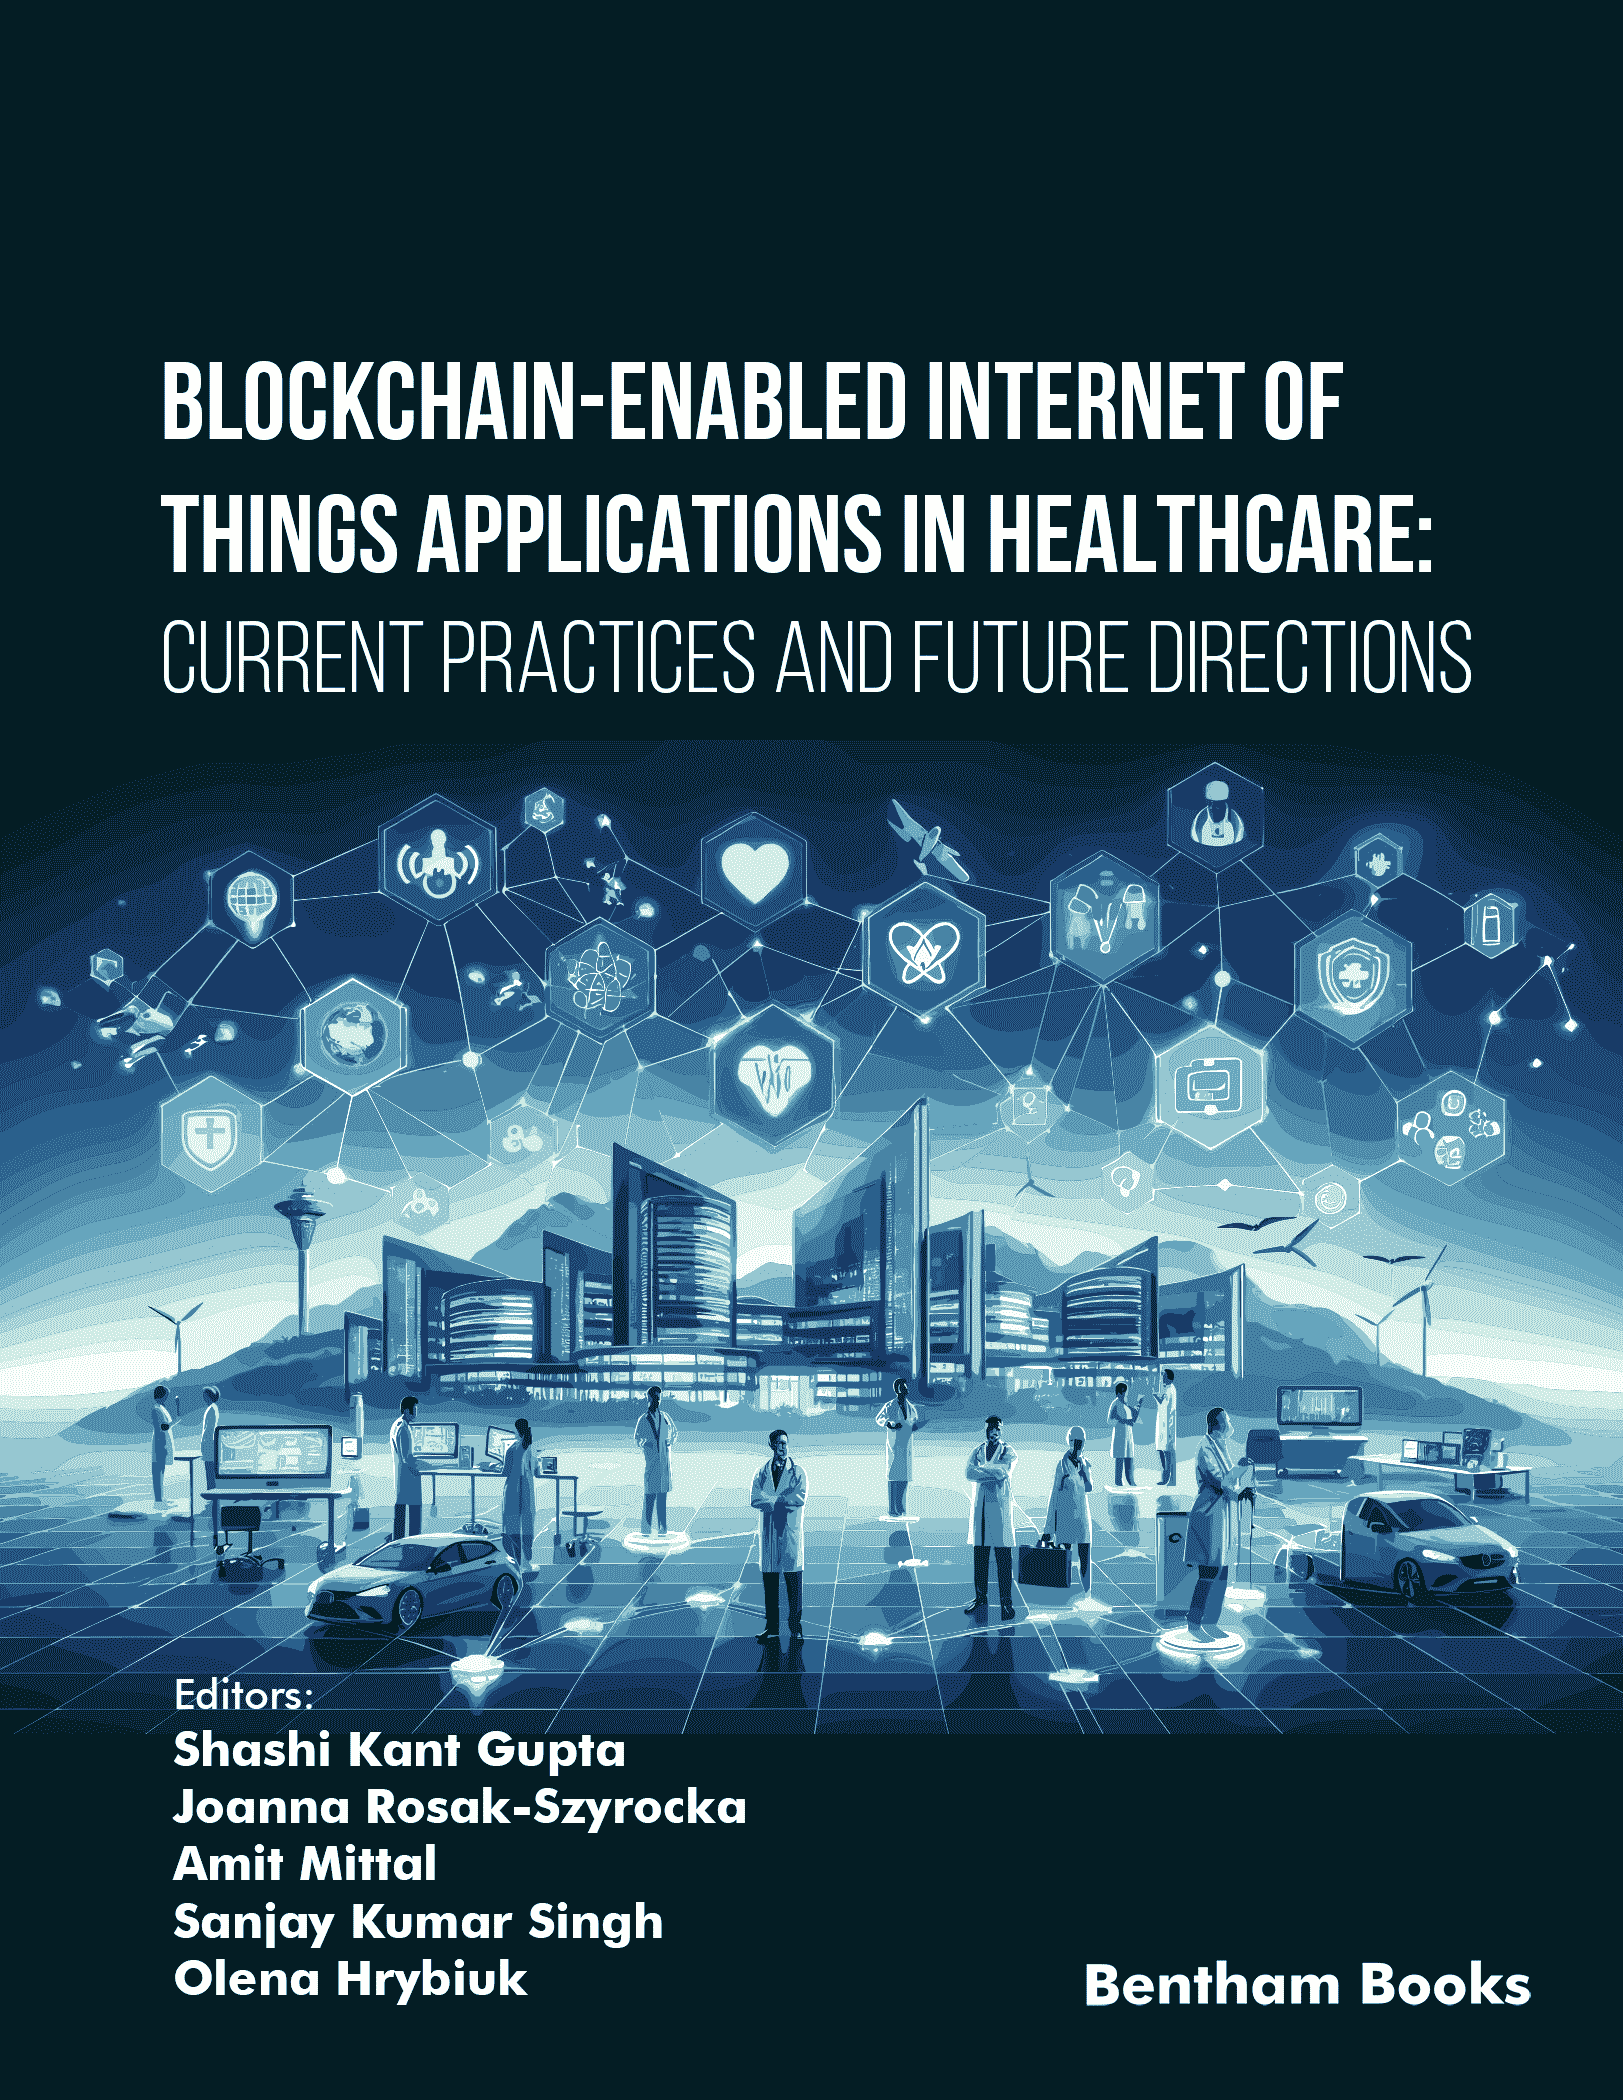 BLOCKCHAIN-ENABLED INTERNET OF
THINGS APPLICATIONS IN HEALTHCARE:
CURRENT PRACTICES AND FUTURE DIRECTIONS
Editors:
Shashi Kant Gupta
Joanna Rosak-Szyrocka
Amit Mittal
Sanjay Kumar Singh
Olena Hrybiuk
Bentham Books